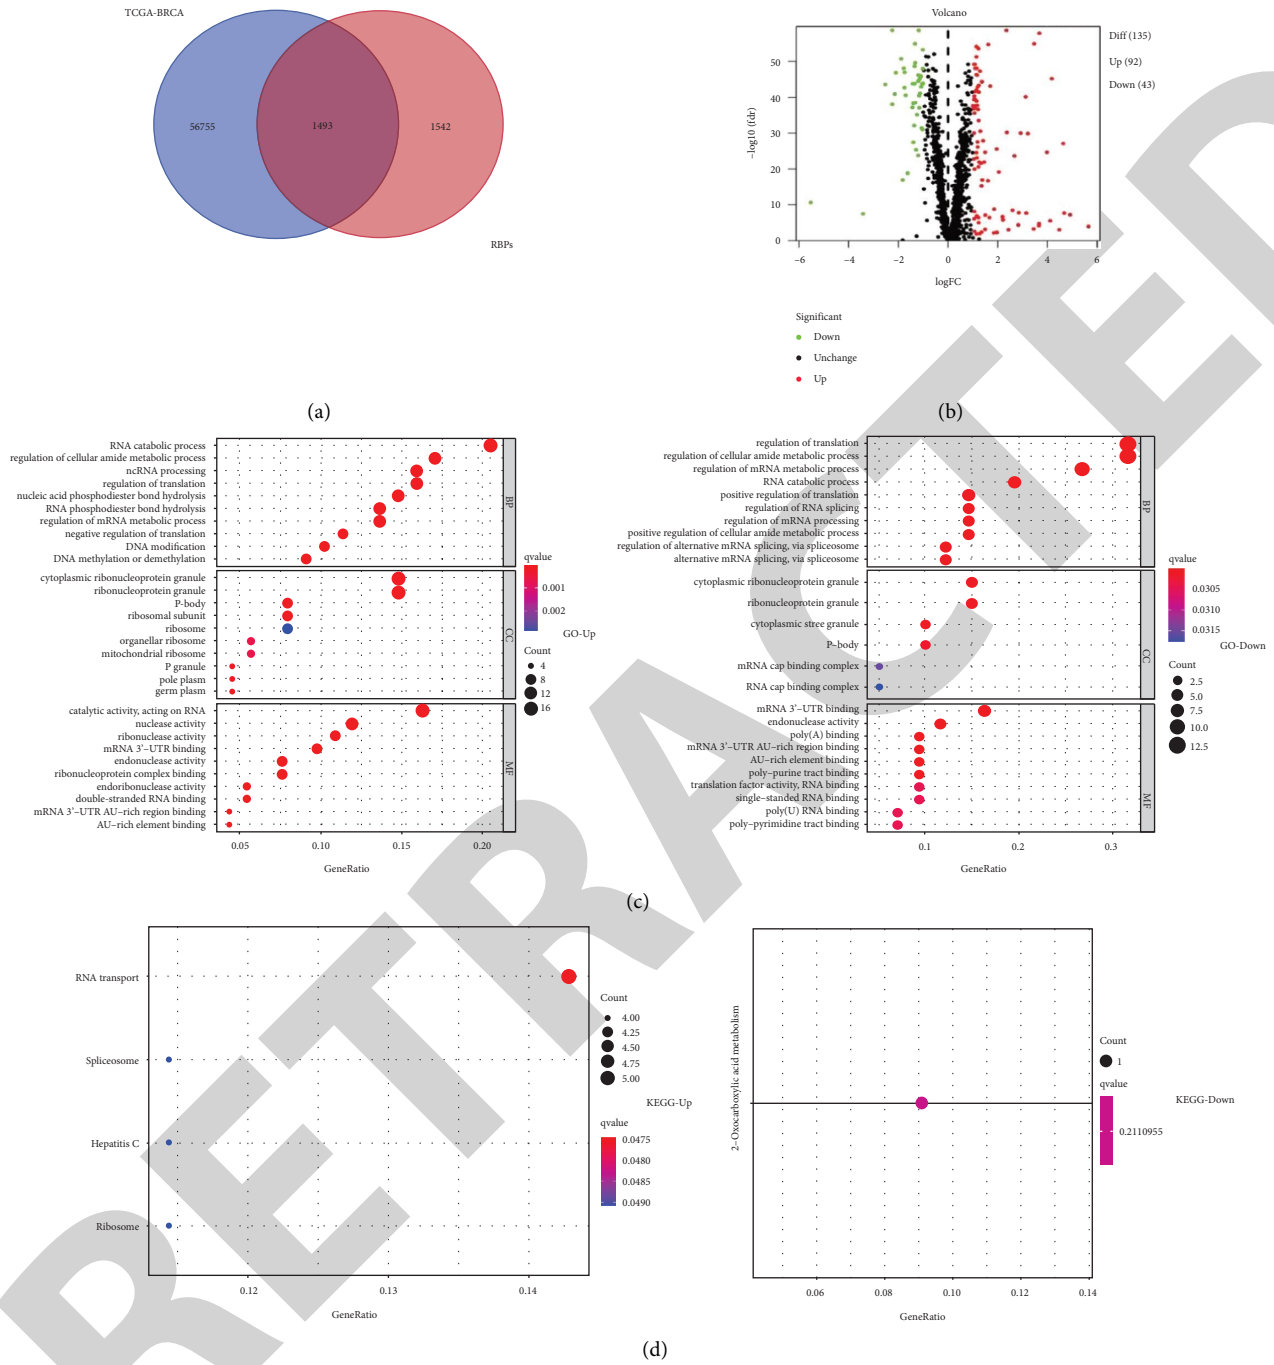 TCGA-BRCA
56755
1493
1542
RBPs
(a)
Volcano
Diff (135)
Up (92)
Down (43)
−log10 (fdr)
50
40
30
20
10
0
−6 −4 −2 0 2 4 6
logFC
Significant
Down
Unchange
Up
(b)
RNA catabolic process
regulation of cellular amide metabolic process
ncRNA processing
regulation of translation
nucleic acid phosphodiester bond hydrolysis
RNA phosphodiester bond hydrolysis
regulation of mRNA metabolic process
negative regulation of translation
DNA modification
DNA methylation or demethylation
BP
cytoplasmic ribonucleoprotein granule
ribonucleoprotein granule
P-body
ribosomal subunit
ribosome
organellar ribosome
mitochondrial ribosome
P granule
pole plasm
germ plasm
CC
catalytic activity, acting on RNA
nuclease activity
ribonuclease activity
mRNA 3'−UTR binding
endonuclease activity
ribonucleoprotein complex binding
endoribonuclease activity
double-stranded RNA binding
mRNA 3'−UTR AU−rich region binding
AU−rich element binding
MF
0.05 0.10 0.15 0.20
GeneRatio
qvalue
0.001
0.002
GO-Up
Count
4
8
12
16
regulation of translation
regulation of cellular amide metabolic process
regulation of mRNA metabolic process
RNA catabolic process
positive regulation of translation
regulation of RNA splicing
regulation of mRNA processing
positive regulation of cellular amide metabolic process
regulation of alternative mRNA splicing, via spliceosome
alternative mRNA splicing, via spliceosome
BP
cytoplasmic ribonucleoprotein granule
ribonucleoprotein granule
cytoplasmic stree granule
P−body
mRNA cap binding complex
RNA cap binding complex
CC
mRNA 3'−UTR binding
endonuclease activity
poly(A) binding
mRNA 3'−UTR AU−rich region binding
AU−rich element binding
poly−purine tract binding
translation factor activity, RNA binding
single−standed RNA binding
poly(U) RNA binding
poly−pyrimidine tract binding
MF
0.1 0.2 0.3
GeneRatio
qvalue
0.0305
0.0310
0.0315
GO-Down
Count
2.5
5.0
7.5
10.0
12.5
(c)
RNA transport
Spliceosome
Hepatitis C
Ribosome
0.12 0.13 0.14
GeneRatio
Count
4.00
4.25
4.50
4.75
5.00
KEGG-Up
qvalue
0.0475
0.0480
0.0485
0.0490
2−Oxocarboxylic acid metabolism
0.06 0.08 0.10 0.12 0.14
GeneRatio
Count
1
qvalue
0.2110955
KEGG-Down
(d)
RETRACTED